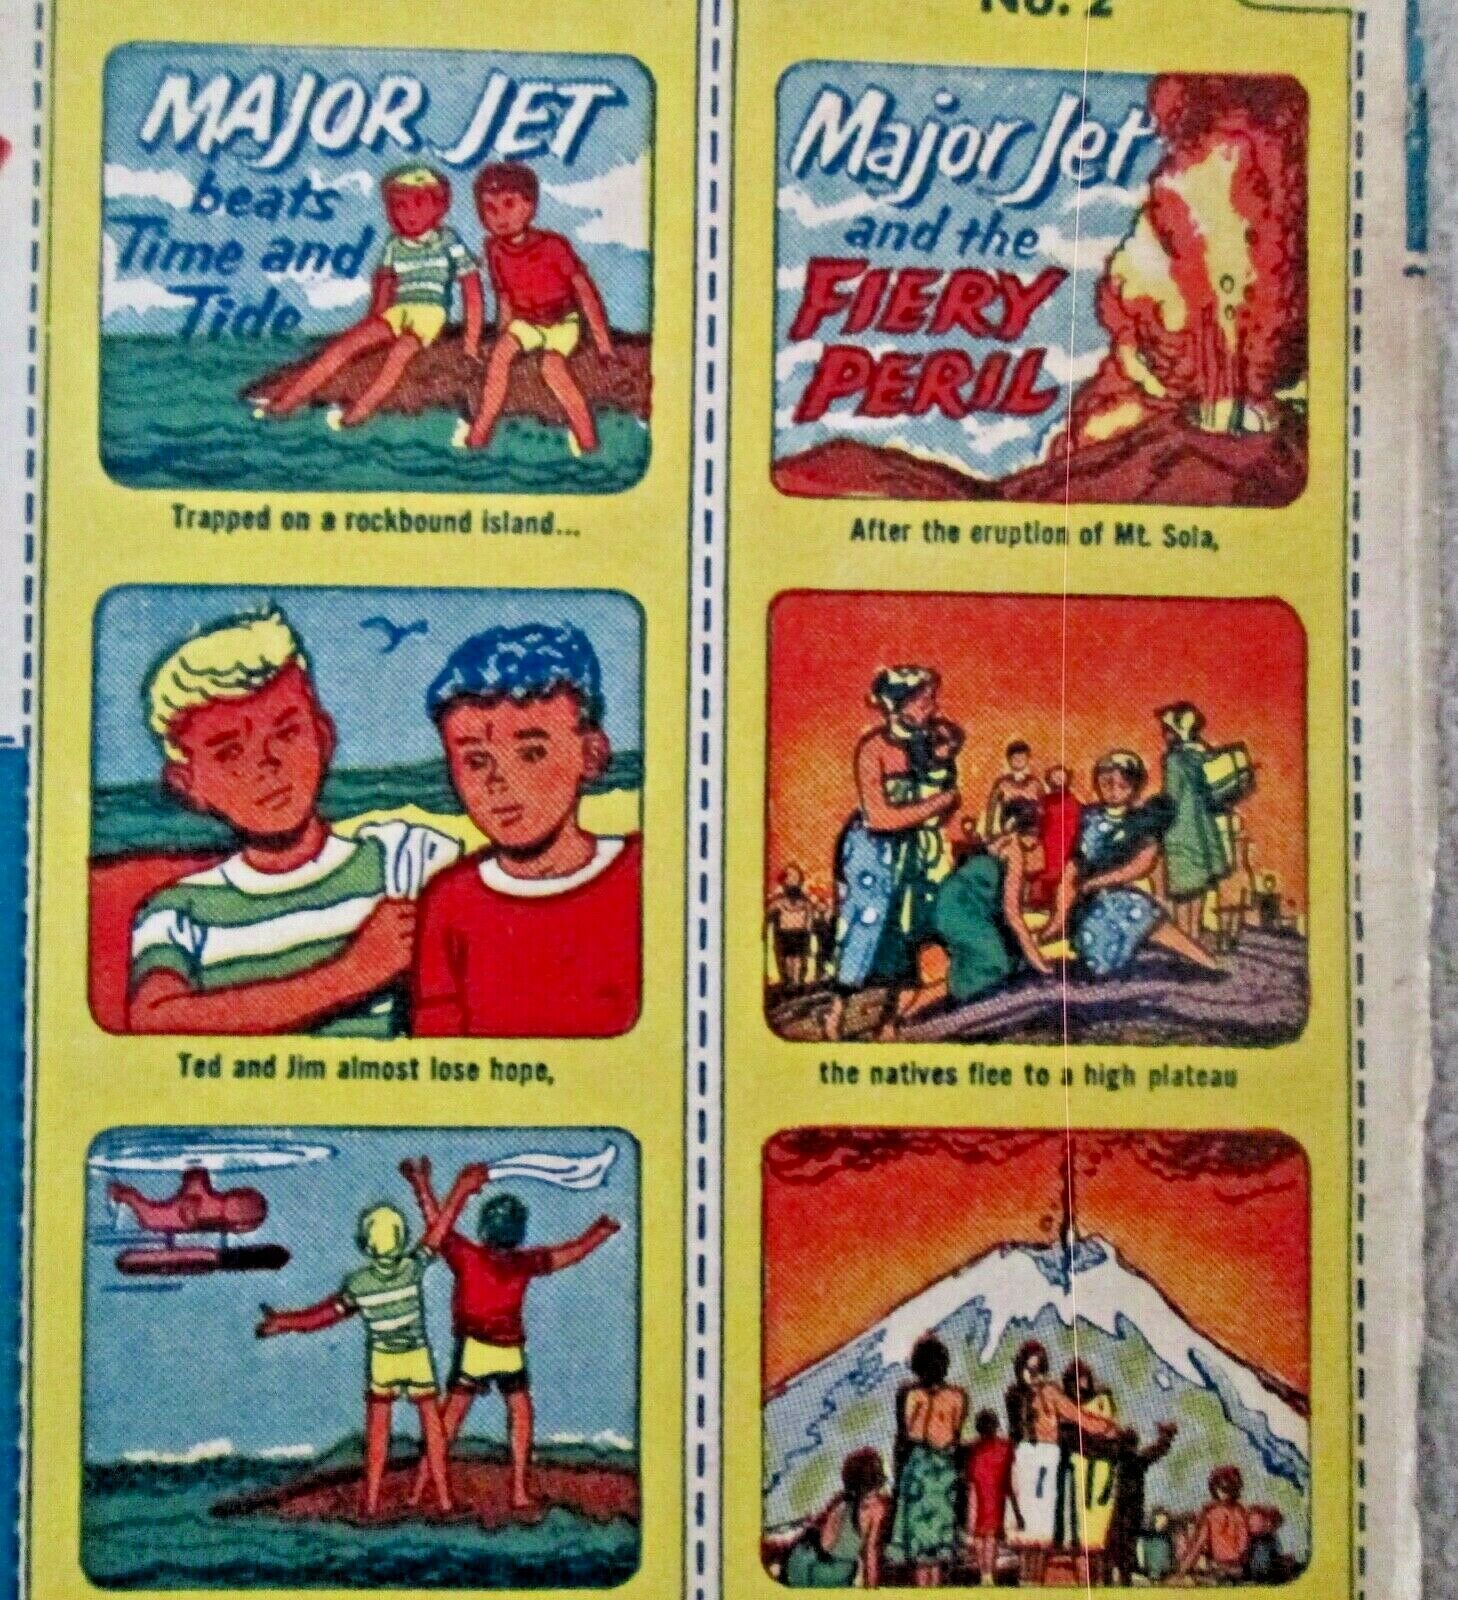 MAJOR JET
beats
Time and
Tide
Trapped on a rockbound island...
Ted and Jim almost lose hope,
No. 2
Major Jet
and the
FIERY
PERIL
After the eruption of Mt. Sola,
the natives flee to a high plateau